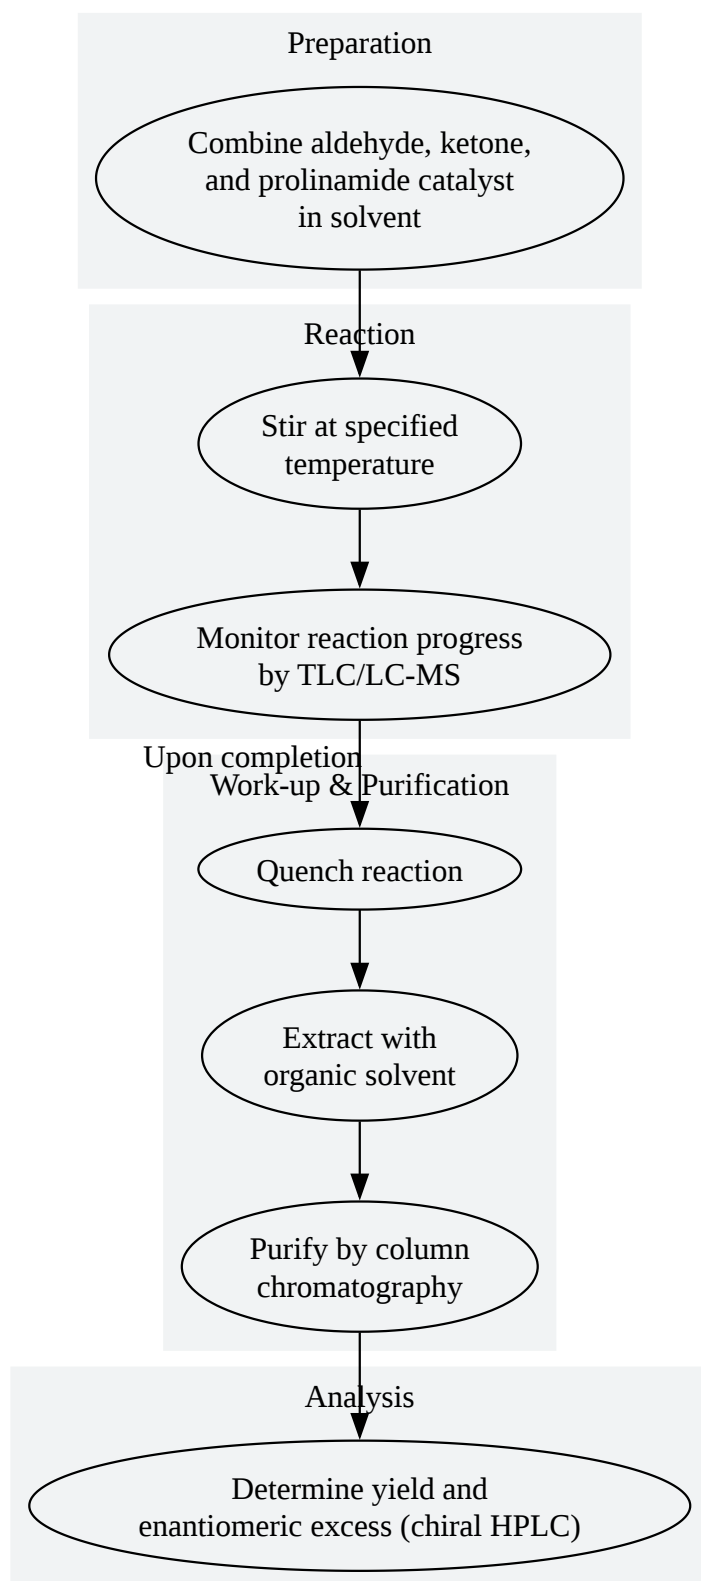 Preparation
Combine aldehyde, ketone,
and prolinamide catalyst
in solvent
Reaction
Stir at specified
temperature
Monitor reaction progress
by TLC/LC-MS
Upon completion
Work-up & Purification
Quench reaction
Extract with
organic solvent
Purify by column
chromatography
Analysis
Determine yield and
enantiomeric excess (chiral HPLC)